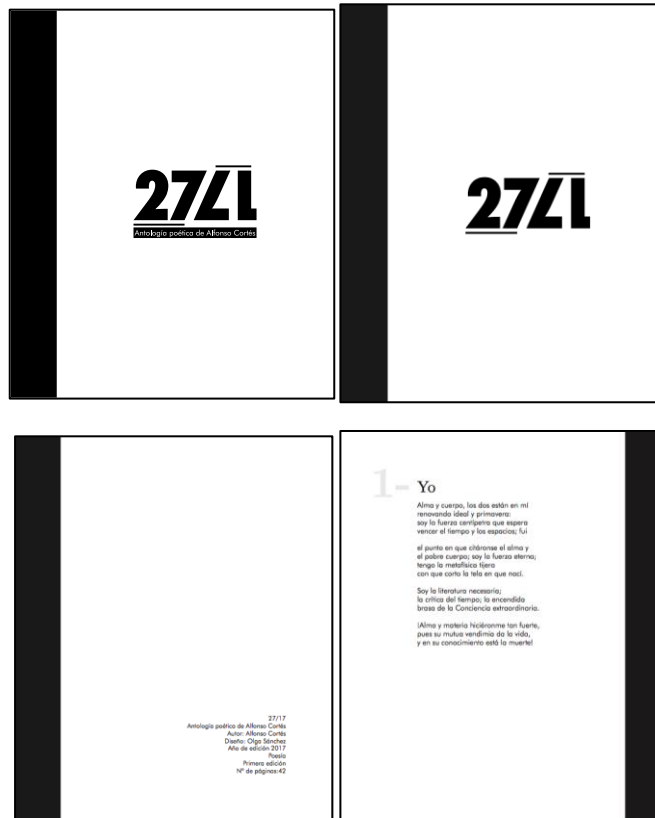 27/17
Antología poética de Alfonso Cortés
27/17
27/17
Antología poética de Alfonso Cortés
Autor: Alfonso Cortés
Diseño: Olga Sánchez
Año de edición 2017
Poesía
Primera edición
Nº de páginas:42
1- Yo
Alma y cuerpo, los dos están en mí
renovando ideal y primavera:
soy la fuerza centípeta que espera
vencer el tiempo y los espacios; fui
el punto en que citáronse el alma y
el pobre cuerpo; soy la fuerza eterna;
tengo la metafísica tijera
con que corto la tela en que nací.
Soy la literatura necesaria;
la crítica del tiempo; la encendida
brasa de la Conciencia extraordinaria.
¡Alma y materia hiciéronme tan fuerte,
pues su mutua vendimia da la vida,
y en su conocimiento está la muerte!